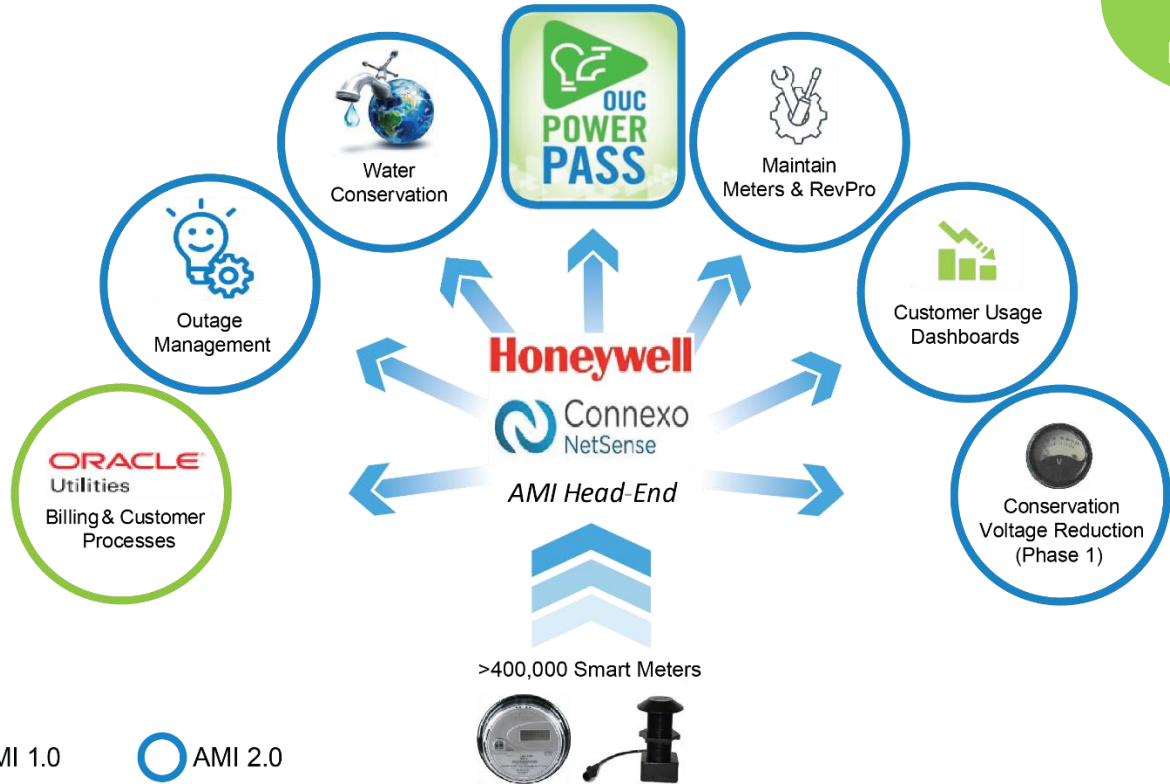 OUC
POWER
PASS
Water
Conservation
Maintain
Meters & RevPro
Outage
Management
Customer Usage
Dashboards
Honeywell
Connexo
NetSense
AMI Head-End
ORACLE
Utilities
Billing & Customer
Processes
Conservation
Voltage Reduction
(Phase 1)
>400,000 Smart Meters
MI 1.0
AMI 2.0